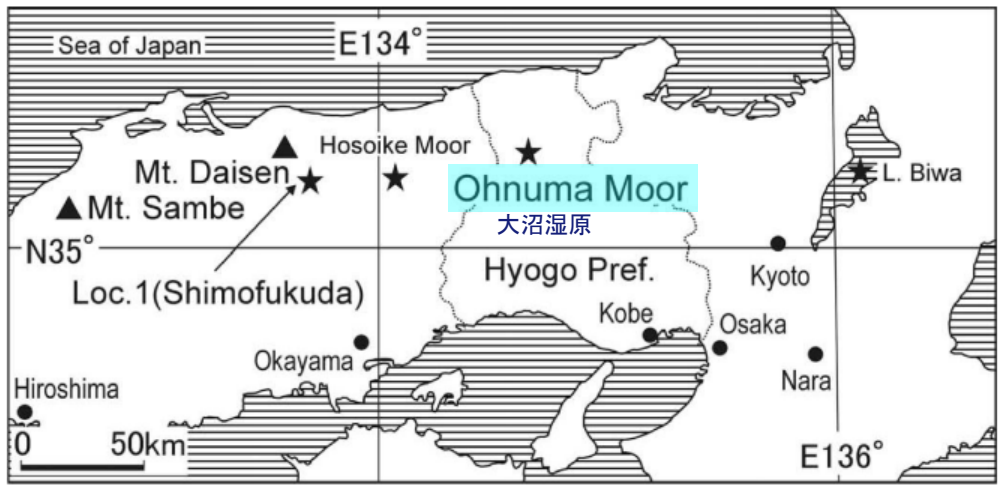 Sea of Japan
E134°
Hosoike Moor
Mt. Daisen
L. Biwa
Ohnuma Moor
Mt. Sambe
大沼湿原
N35°
Hyogo Pref.
Kyoto
Loc.1(Shimofukuda)
Kobe
Osaka
Okayama
Nara
Hiroshima
0 50km
E136°